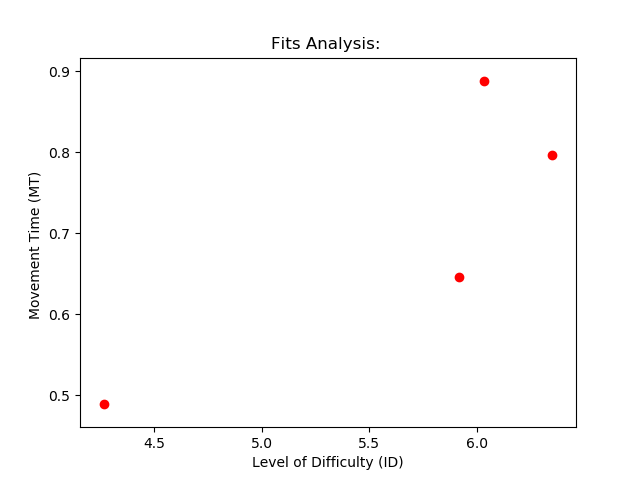 Fits Analysis:
0.9
0.8
0.7
0.6
0.5
Movement Time (MT)
4.5 5.0 5.5 6.0
Level of Difficulty (ID)